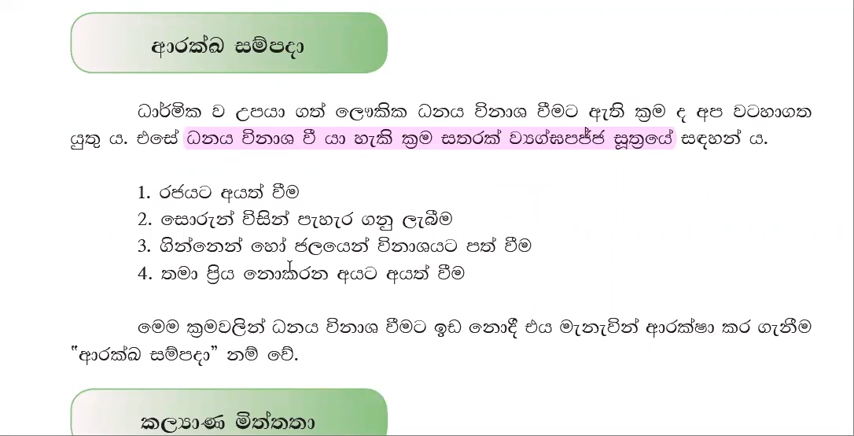 ආරක්ඛ සම්පදා
ධාර්මික ව උපයා ගත් ලෞකික ධනය විනාශ වීමට ඇති ක්‍රම ද අප වටහාගත
යුතු ය. එසේ ධනය විනාශ වී යා හැකි ක්‍රම සතරක් ව්‍යග්ඝපජ්ජ සූත්‍රයේ සඳහන් ය.
1. රජයට අයත් වීම
2. සොරුන් විසින් පැහැර ගනු ලැබීම
3. ගින්නෙන් හෝ ජලයෙන් විනාශයට පත් වීම
4. තමා ප්‍රිය නොකරන අයට අයත් වීම
මෙම ක්‍රමවලින් ධනය විනාශ වීමට ඉඩ නොදී එය මැනැවින් ආරක්ෂා කර ගැනීම
“ආරක්ඛ සම්පදා” නම් වේ.
කල්‍යාණ මිත්තතා